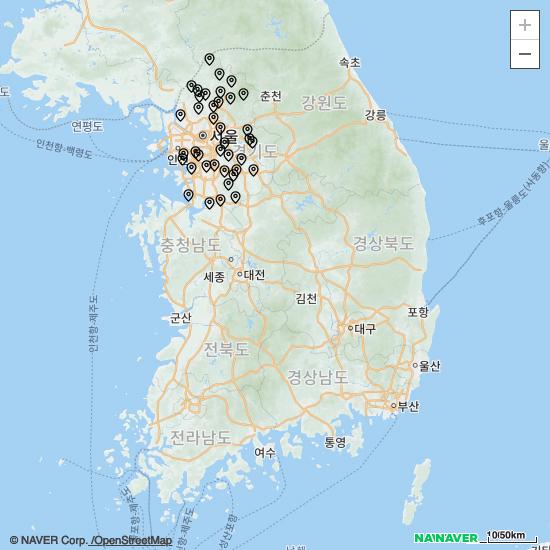 +
−
속초
춘천
강원도
강릉
연평도
인천항-백령도
서울
경기도
울
후포항-울릉도(사동항)
충청남도
경상북도
세종
대전
김천
인천항-제주도
군산
포항
대구
전북도
경상남도
울산
부산
전라남도
여수
통영
10/50km
NAVER
© NAVER Corp. /OpenStreetMap